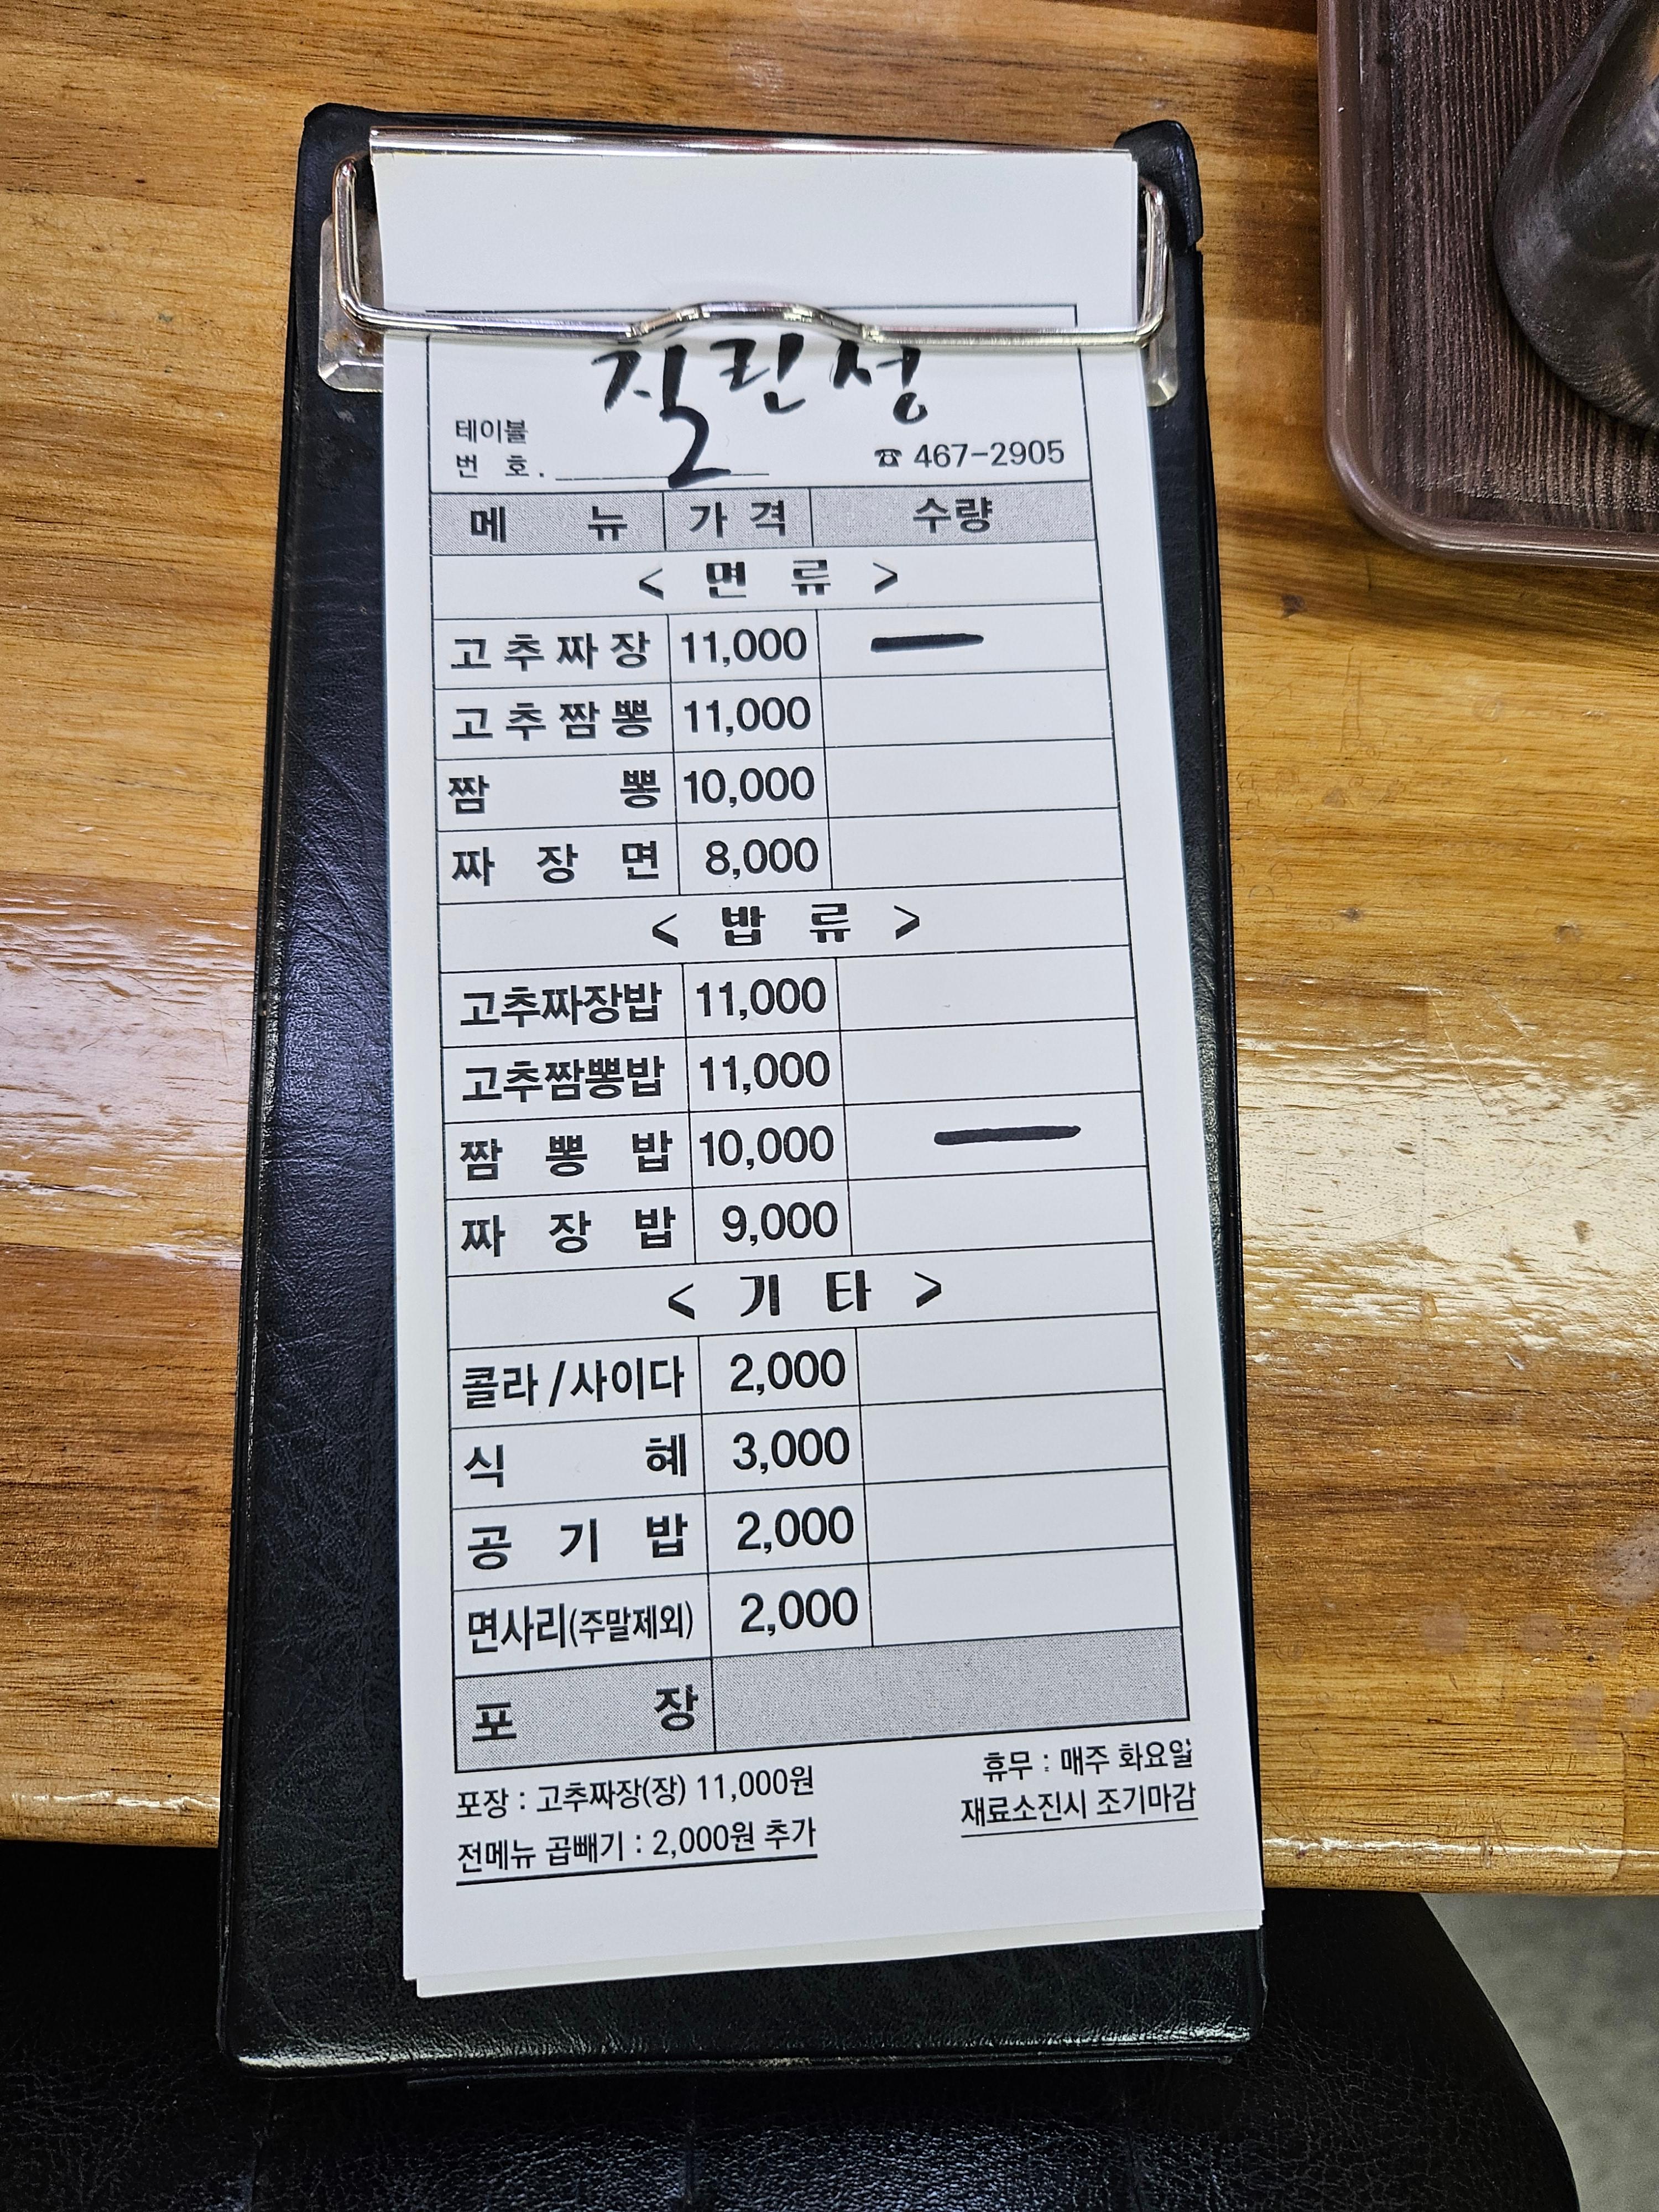 지린성
테이블
번 호. 2 ☎ 467-2905
메 뉴 가 격 수량
< 면 류 >
고추짜장 11,000
고추짬뽕 11,000
짬 뽕 10,000
짜 장 면 8,000
< 밥 류 >
고추짜장밥 11,000
고추짬뽕밥 11,000
짬 뽕 밥 10,000
짜 장 밥 9,000
< 기 타 >
콜라/사이다 2,000
식 혜 3,000
공 기 밥 2,000
면사리(주말제외) 2,000
포 장
포장 : 고추짜장(장) 11,000원
전메뉴 곱빼기 : 2,000원 추가
휴무 : 매주 화요일
재료소진시 조기마감